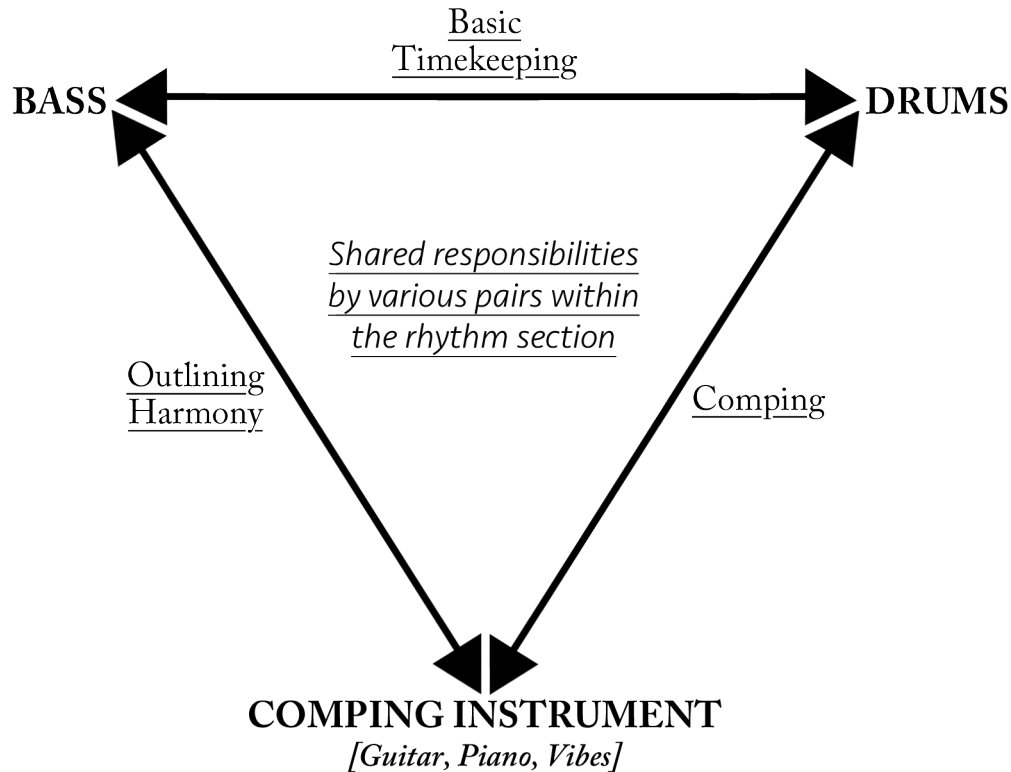 Basic
Timekeeping
BASS
DRUMS
Shared responsibilities
by various pairs within
the rhythm section
Outlining
Harmony
Comping
COMPING INSTRUMENT
[Guitar, Piano, Vibes]